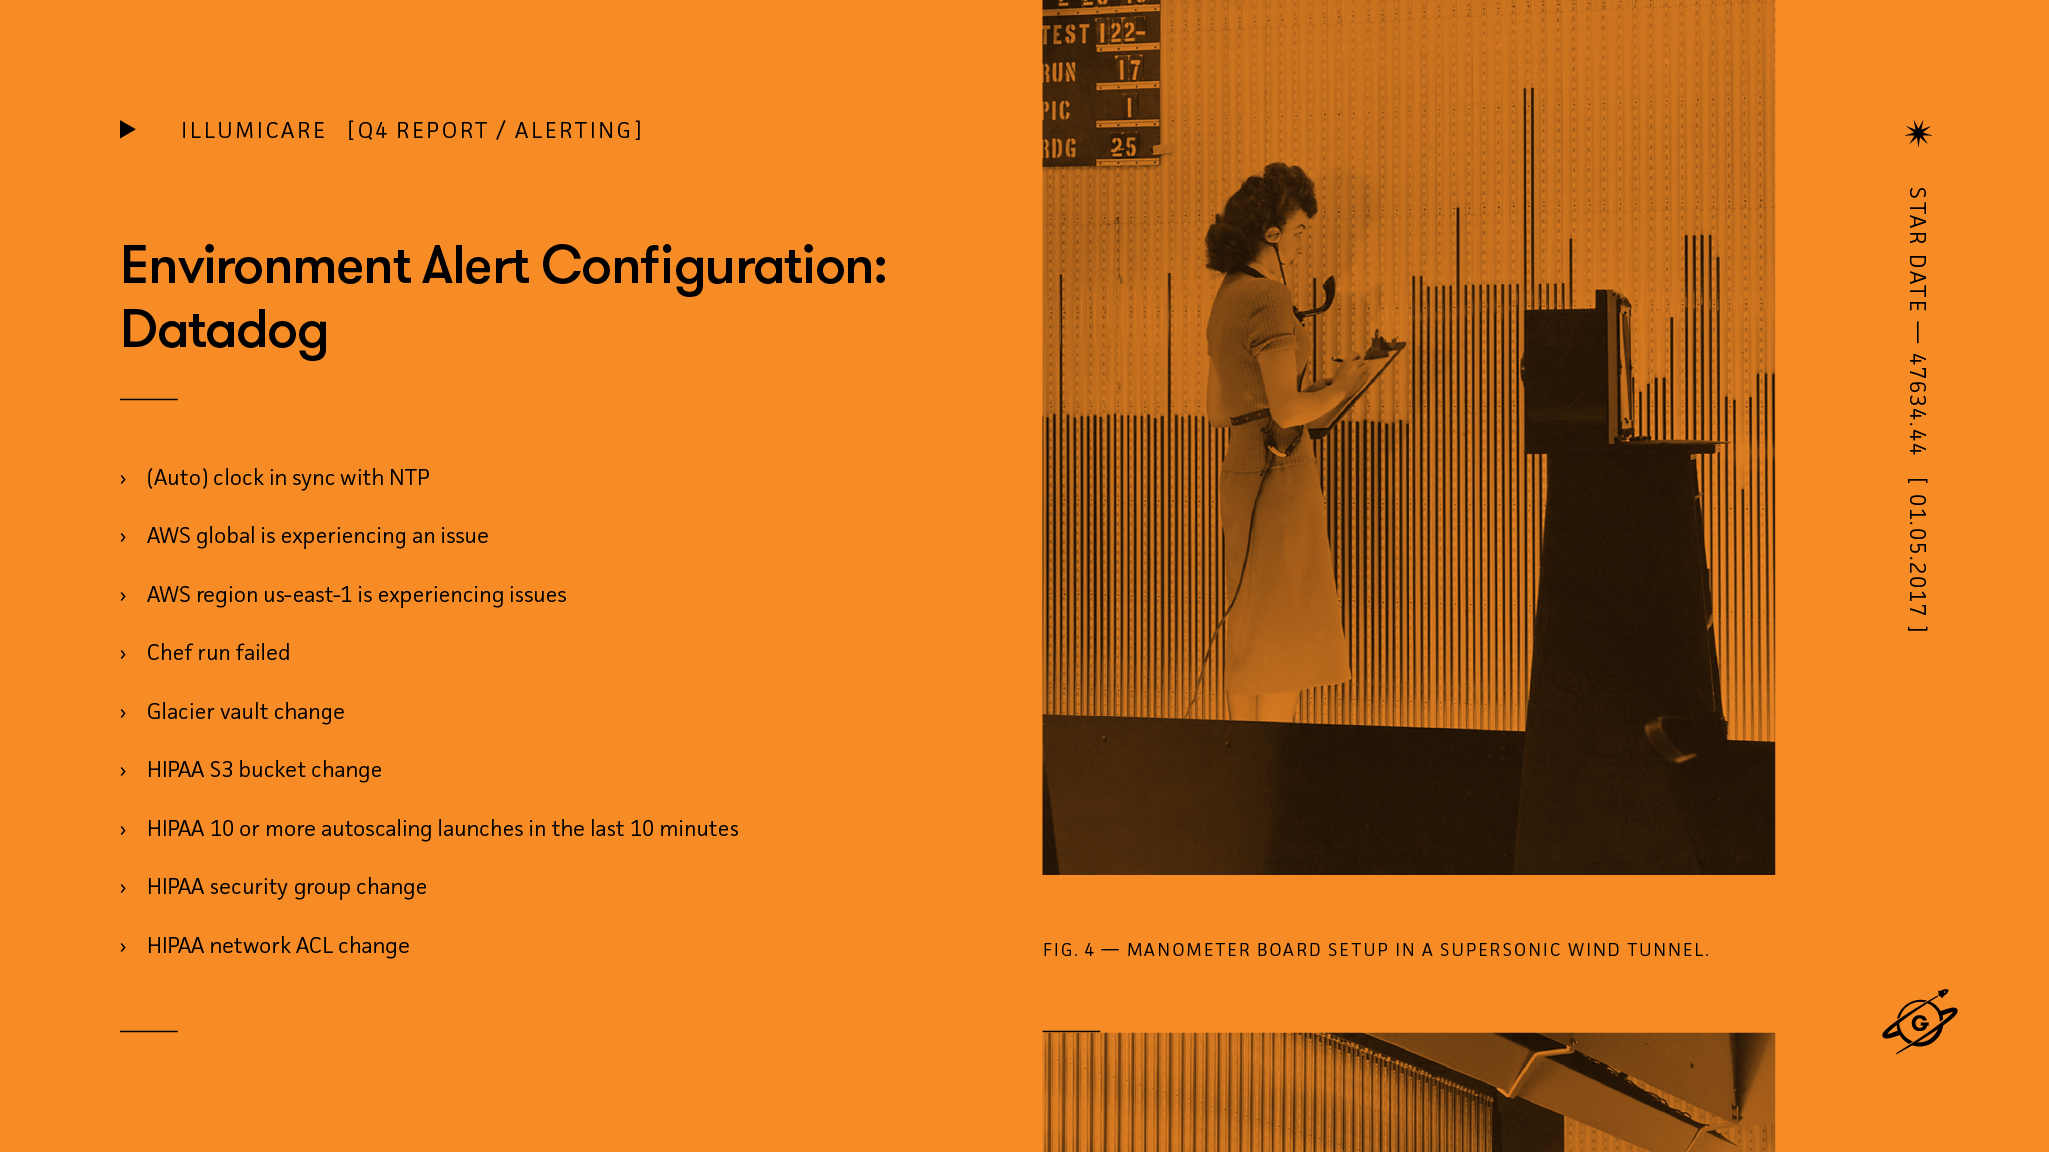 ILLUMICARE [Q4 REPORT / ALERTING]
Environment Alert Configuration:
Datadog
› (Auto) clock in sync with NTP
› AWS global is experiencing an issue
› AWS region us-east-1 is experiencing issues
› Chef run failed
› Glacier vault change
› HIPAA S3 bucket change
› HIPAA 10 or more autoscaling launches in the last 10 minutes
› HIPAA security group change
› HIPAA network ACL change
TEST 122-
RUN 17
PIC 1
RDG 25
FIG. 4 — MANOMETER BOARD SETUP IN A SUPERSONIC WIND TUNNEL.
STAR DATE — 47634.44 [ 01.05.2017 ]
G